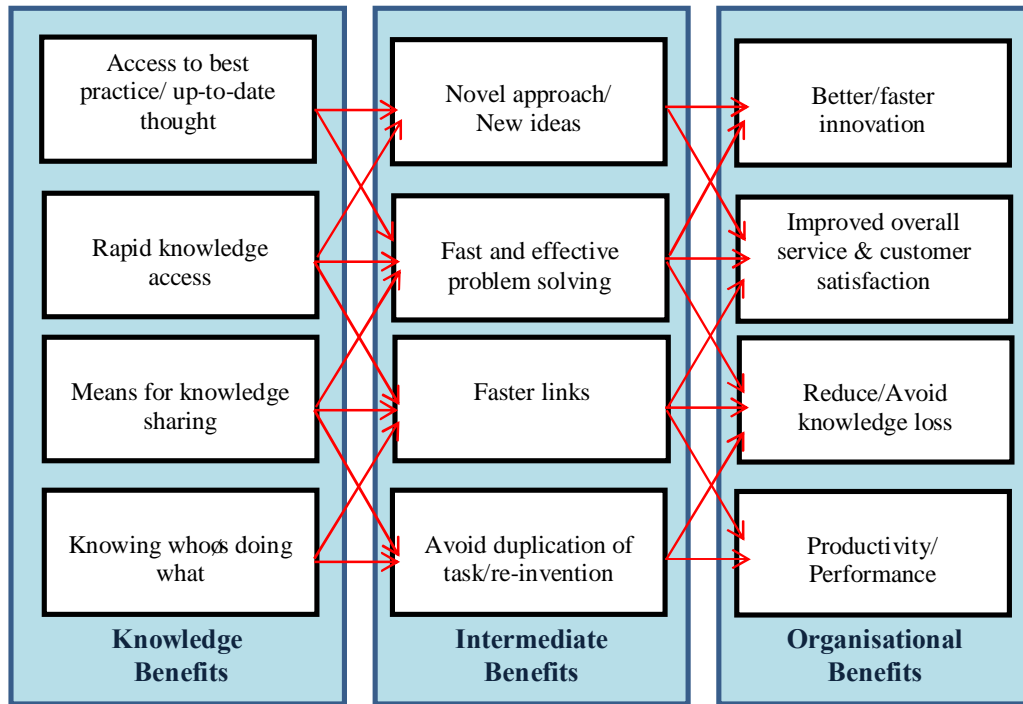 Access to best
practice/ up-to-date
thought
Rapid knowledge
access
Means for knowledge
sharing
Knowing whoøs doing
what
Knowledge
Benefits
Novel approach/
New ideas
Fast and effective
problem solving
Faster links
Avoid duplication of
task/re-invention
Intermediate
Benefits
Better/faster
innovation
Improved overall
service & customer
satisfaction
Reduce/Avoid
knowledge loss
Productivity/
Performance
Organisational
Benefits